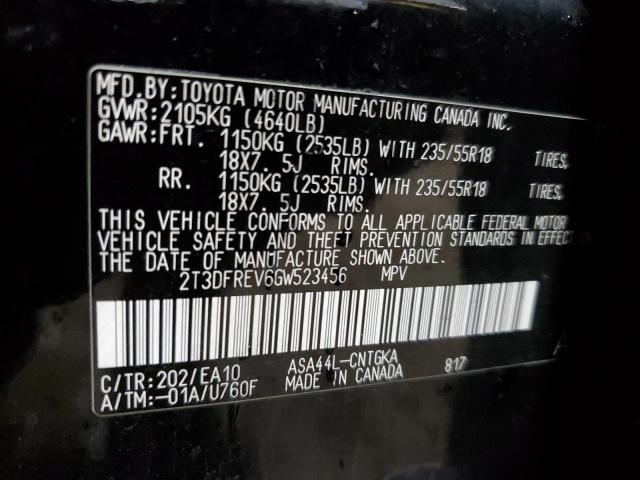 MFD. BY: TOYOTA MOTOR MANUFACTURING CANADA INC.
GVWR: 2105KG (4640LB)
GAWR: FRT. 1150KG (2535LB) WITH 235/55R18 TIRES,
18X7. 5J RIMS.
RR. 1150KG (2535LB) WITH 235/55R18 TIRES,
18X7. 5J RIMS.
THIS VEHICLE CONFORMS TO ALL APPLICABLE FEDERAL MOTOR
VEHICLE SAFETY AND THEFT PREVENTION STANDARDS IN EFFECT
THE DATE OF MANUFACTURE SHOWN ABOVE.
2T3DFREV6GW523456 MPV
C/TR: 202/EA10 ASA44L-CNTGKA 817
A/TM: -01A/U760F MADE IN CANADA